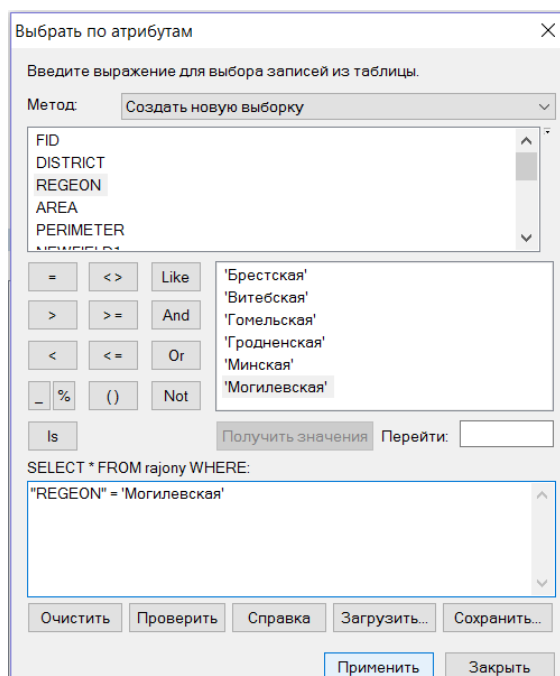 Выбрать по атрибутам
Введите выражение для выбора записей из таблицы.
Метод: Создать новую выборку
FID
DISTRICT
REGEON
AREA
PERIMETER
NEWFIELD1
= <> Like
> >= And
< <= Or
_ % () Not
Is
'Брестская'
'Витебская'
'Гомельская'
'Гродненская'
'Минская'
'Могилевская'
Получить значения Перейти:
SELECT * FROM rajony WHERE:
"REGEON" = 'Могилевская'
Очистить Проверить Справка Загрузить... Сохранить...
Применить Закрыть